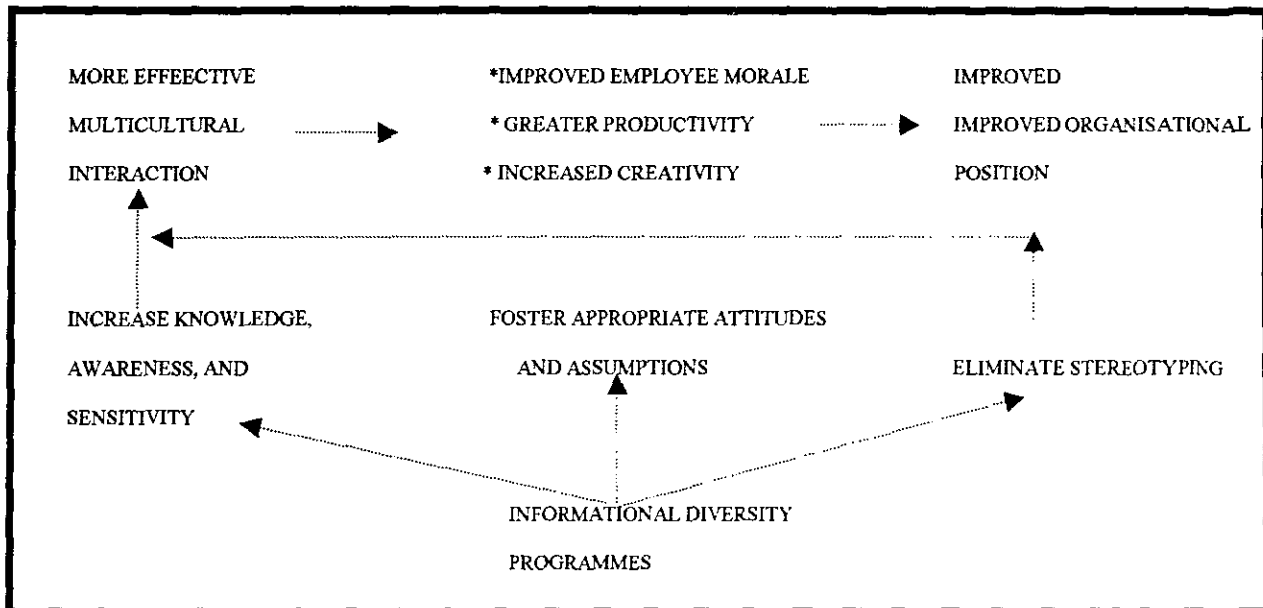 MORE EFFEECTIVE
MULTICULTURAL
INTERACTION
*IMPROVED EMPLOYEE MORALE
* GREATER PRODUCTIVITY
* INCREASED CREATIVITY
IMPROVED
IMPROVED ORGANISATIONAL
POSITION
INCREASE KNOWLEDGE,
AWARENESS, AND
SENSITIVITY
FOSTER APPROPRIATE ATTITUDES
AND ASSUMPTIONS
ELIMINATE STEREOTYPING
INFORMATIONAL DIVERSITY
PROGRAMMES